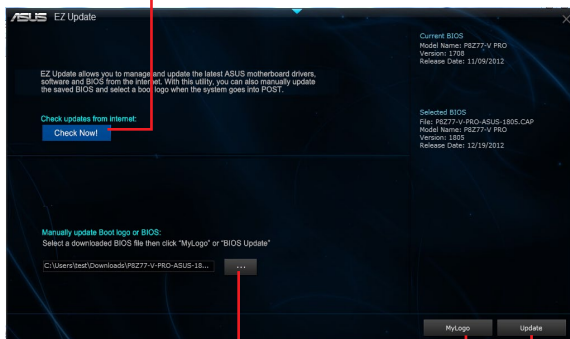 ASUS EZ Update
Current BIOS
Model Name: P8Z77-V PRO
Version: 1708
Release Date: 11/09/2012
EZ Update allows you to manage and update the latest ASUS motherboard drivers,
software and BIOS from the internet. With this utility, you can also manually update
the saved BIOS and select a boot logo when the system goes into POST.
Selected BIOS
File: P8Z77-V-PRO-ASUS-1805.CAP
Model Name: P8Z77-V PRO
Version: 1805
Release Date: 12/19/2012
Check updates from internet:
Check Now!
Manually update Boot logo or BIOS:
Select a downloaded BIOS file then click "MyLogo" or "BIOS Update"
C:\Users\test\Downloads\P8Z77-V-PRO-ASUS-18...
...
MyLogo
Update